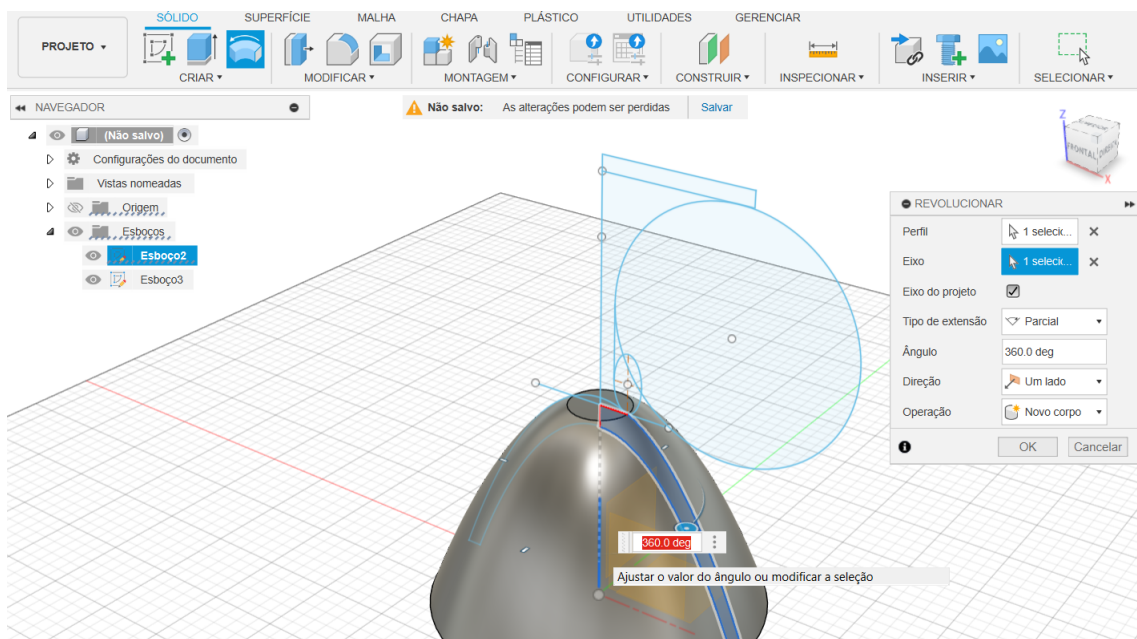 SÓLIDO SUPERFÍCIE MALHA CHAPA PLÁSTICO UTILIDADES GERENCIAR
PROJETO
CRIAR MODIFICAR MONTAGEM CONFIGURAR CONSTRUIR INSPECIONAR INSERIR SELECIONAR
NAVEGADOR
Não salvo: As alterações podem ser perdidas Salvar
(Não salvo)
Configurações do documento
Vistas nomeadas
Origem
Esboços
Esboço2
Esboço3
Z
FRONTAL
X
REVOLUCIONAR
Perfil 1 selecic...
Eixo 1 selecic...
Eixo do projeto
Tipo de extensão Parcial
Ângulo 360.0 deg
Direção Um lado
Operação Novo corpo
OK Cancelar
360.0 deg
Ajustar o valor do ângulo ou modificar a seleção